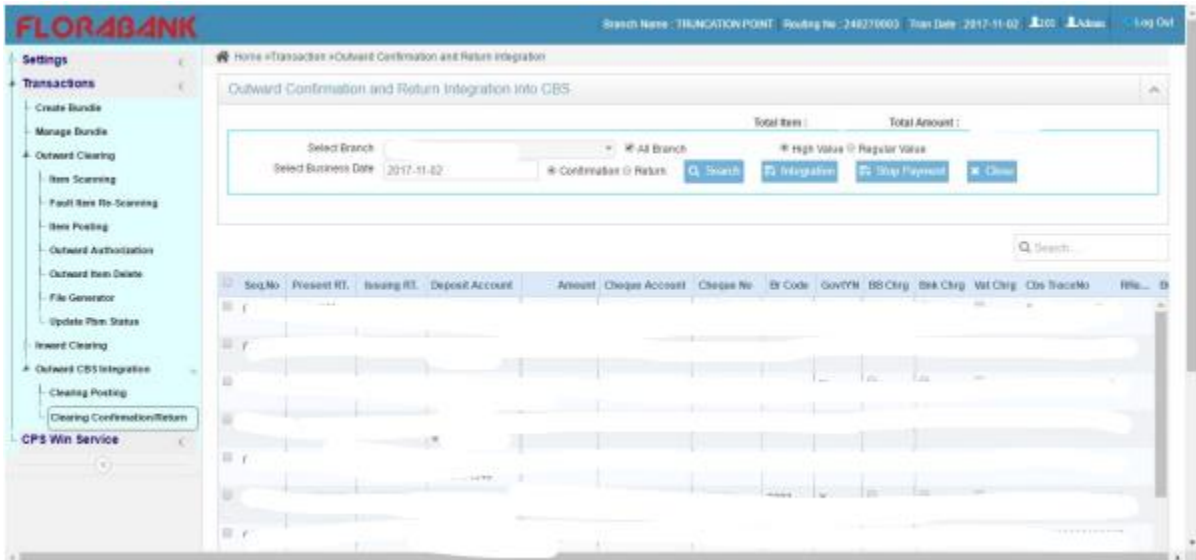 FLORABANK
Branch Name : TRUNCATION POINT Routing No : 240270003 Tran Date : 2017-11-02 Admin Log Out
Settings
Transactions
Create Bundle
Manage Bundle
Outward Clearing
Item Scanning
Fault Item Re-Scanning
Item Posting
Outward Authorization
Outward Item Delete
File Generator
Update Pbm Status
Inward Clearing
Outward CBS Integration
Clearing Posting
Clearing Confirmation/Return
CPS Win Service
Home »Transaction »Outward Confirmation and Return Integration
Outward Confirmation and Return Integration into CBS
Total Item : Total Amount :
Select Branch All Branch High Value Regular Value
Select Business Date 2017-11-02 Confirmation Return Search Integration Stop Payment Close
Search...
Seq.No Present RT. Issuing RT. Deposit Account Amount Cheque Account Cheque No Br Code GovtYN BB Chrg Bnk Chrg Vat Chrg Cbs TraceNo